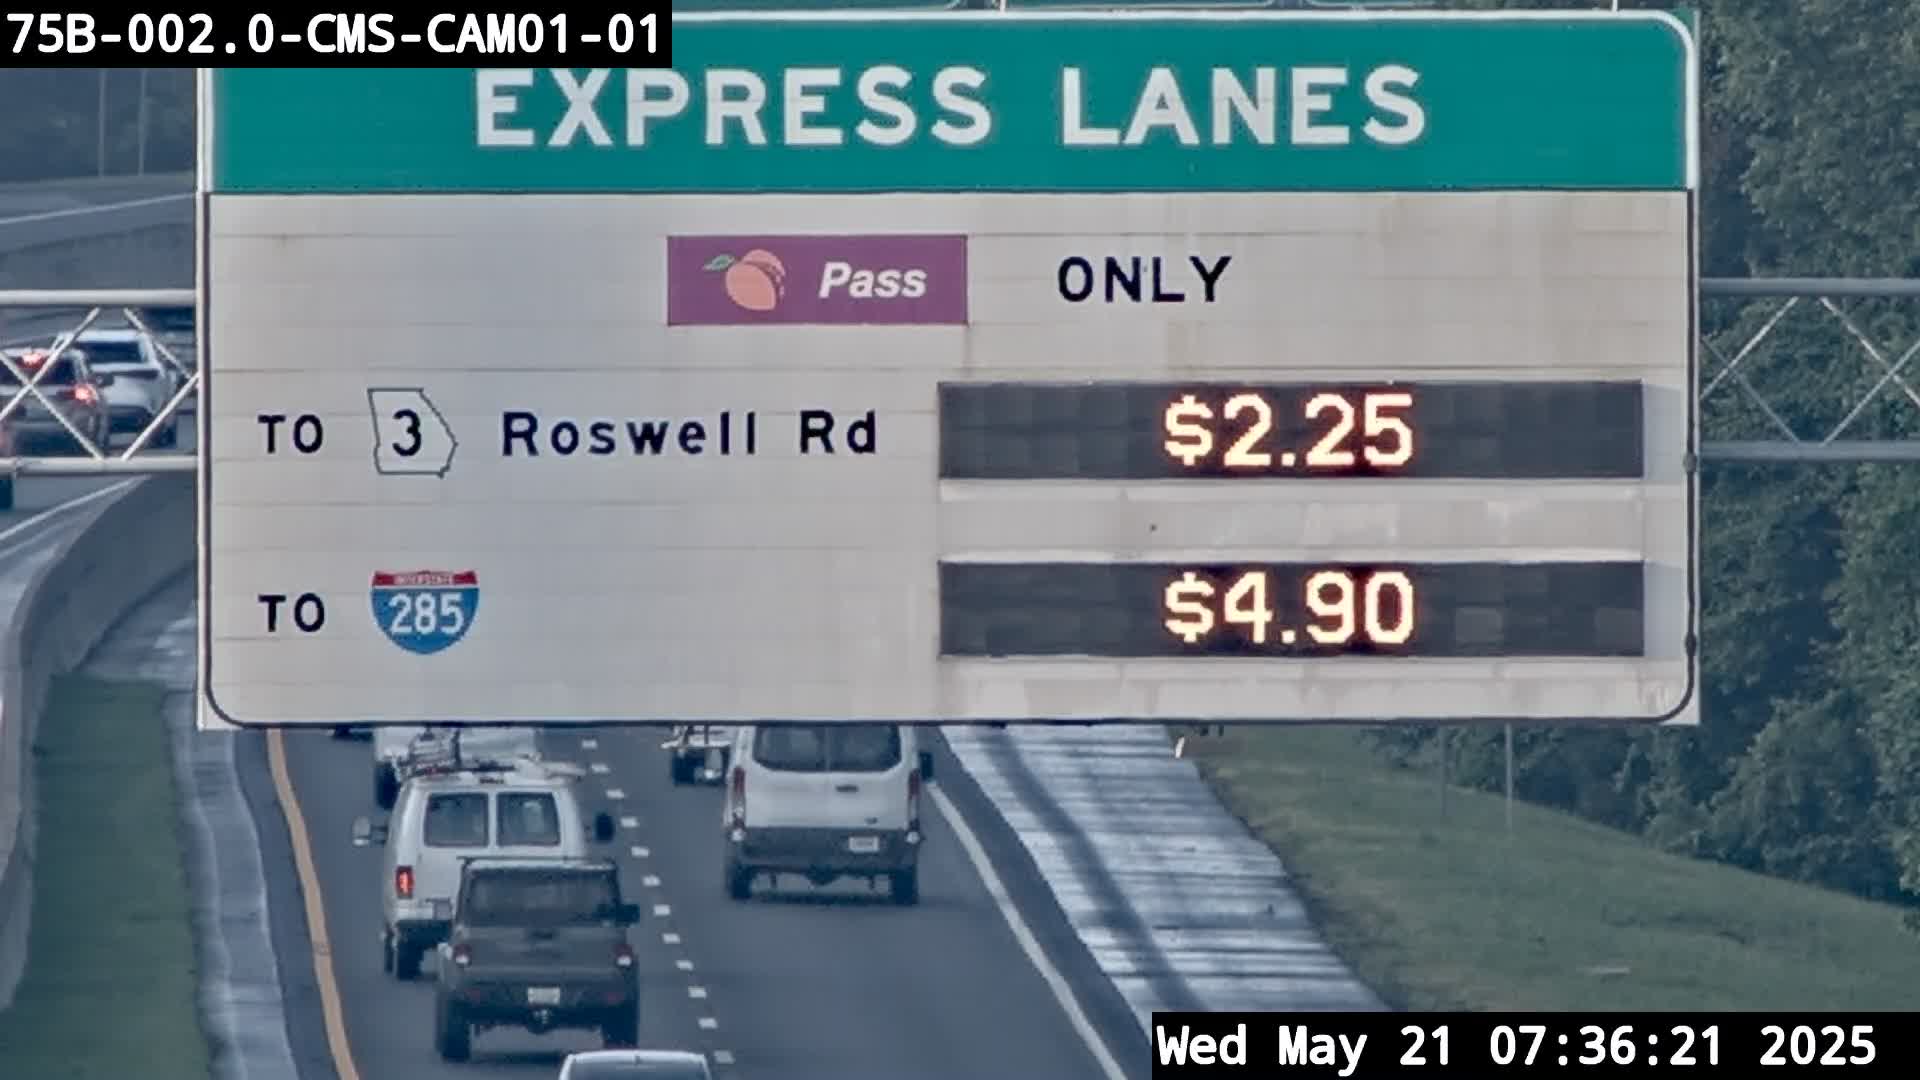 75B-002.0-CMS-CAM01-01
EXPRESS LANES
Pass ONLY
TO 3 Roswell Rd $2.25
TO INTERSTATE 285 $4.90
Wed May 21 07:36:21 2025